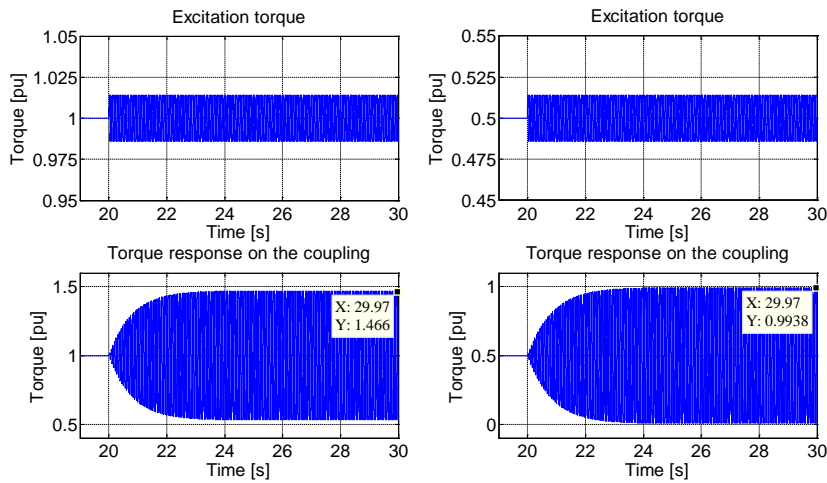 Excitation torque
1.05
1.025
1
0.975
0.95
Torque [pu]
20 22 24 26 28 30
Time [s]
Excitation torque
0.55
0.525
0.5
0.475
0.45
Torque [pu]
20 22 24 26 28 30
Time [s]
Torque response on the coupling
1.5
1
0.5
Torque [pu]
X: 29.97
Y: 1.466
20 22 24 26 28 30
Time [s]
Torque response on the coupling
1
0.5
0
Torque [pu]
X: 29.97
Y: 0.9938
20 22 24 26 28 30
Time [s]